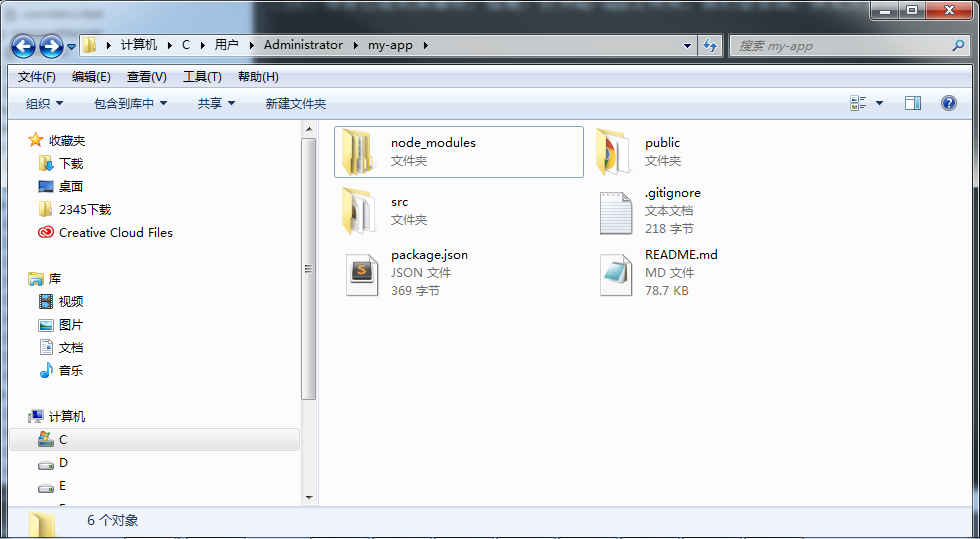 计算机 C 用户 Administrator my-app
搜索 my-app
文件(F) 编辑(E) 查看(V) 工具(T) 帮助(H)
组织 包含到库中 共享 新建文件夹
收藏夹
下载
桌面
2345下载
Creative Cloud Files
库
视频
图片
文档
音乐
计算机
C
D
E
node_modules
文件夹
public
文件夹
src
文件夹
.gitignore
文本文档
218 字节
package.json
JSON 文件
369 字节
README.md
MD 文件
78.7 KB
6 个对象